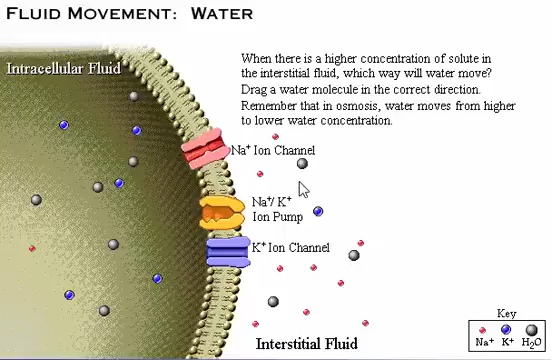 FLUID MOVEMENT: WATER
Intracellular Fluid
When there is a higher concentration of solute in
the interstitial fluid, which way will water move?
Drag a water molecule in the correct direction.
Remember that in osmosis, water moves from higher
to lower water concentration.
Na⁺ Ion Channel
Na⁺/ K⁺
Ion Pump
K⁺ Ion Channel
Interstitial Fluid
Key
Na⁺ K⁺ H₂O